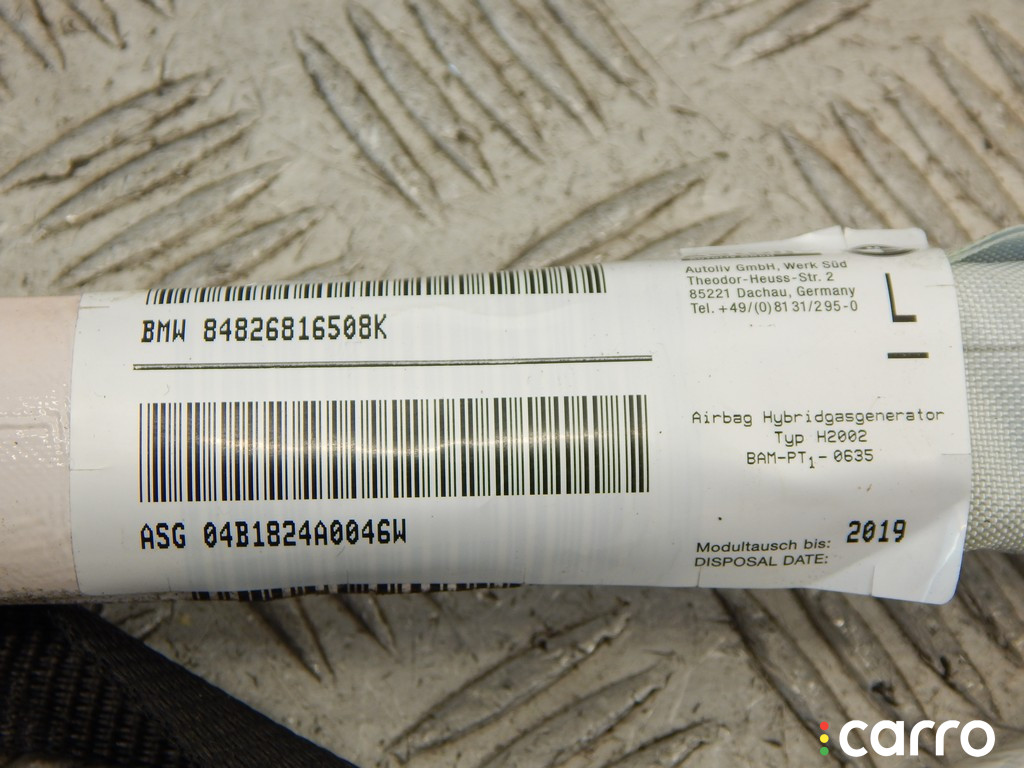 BMW 84826816508K
ASG 04B1824A0046W
Autoliv GmbH, Werk Süd
Theodor-Heuss-Str. 2
85221 Dachau, Germany
Tel. +49/(0)8131/295-0
L
Airbag Hybridgasgenerator
Typ H2002
BAM-PT1-0635
Modultausch bis: 2019
DISPOSAL DATE:
carro